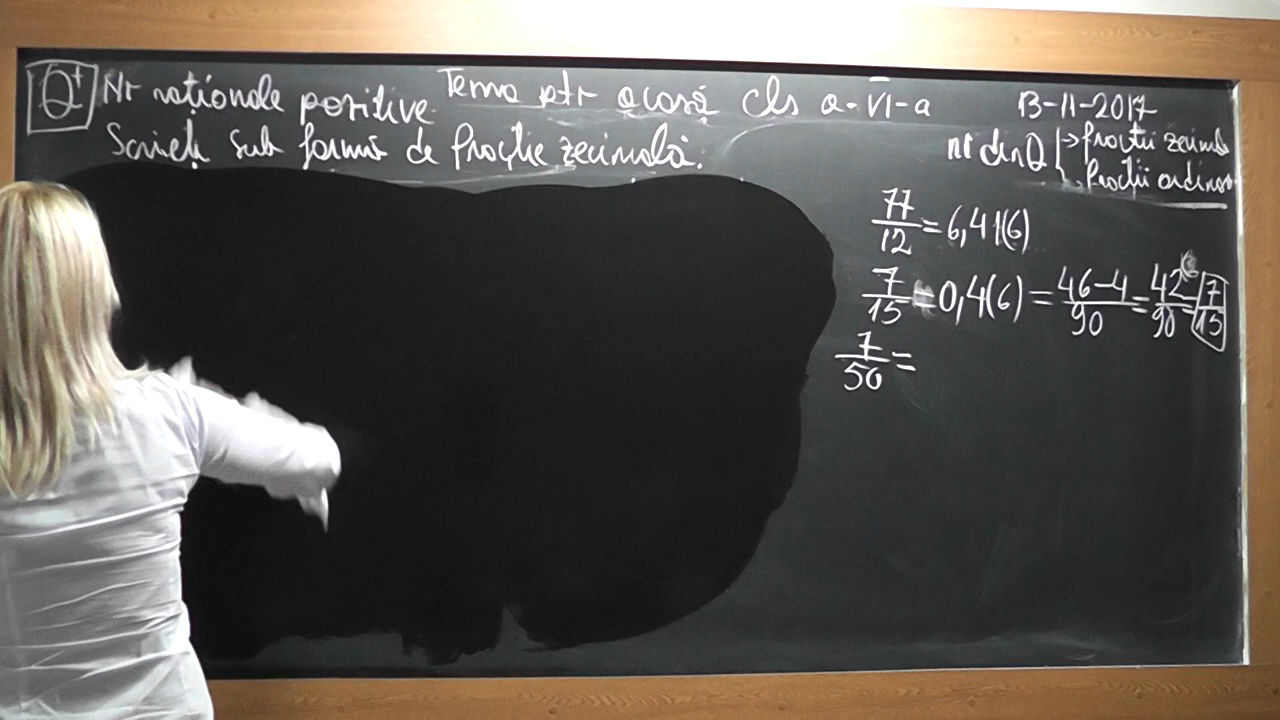 Q+ Nr raționale pozitive. Tema ptr acasă cls a-VI-a 13-11-2017
Scrieți sub formă de fracție zecimală.
nr din Q → fracții zecimale
→ fracții ordinare
77/12 = 6,41(6)
7/15 = 0,4(6) = 46-4/90 = 42/90 = 7/15
7/50 =